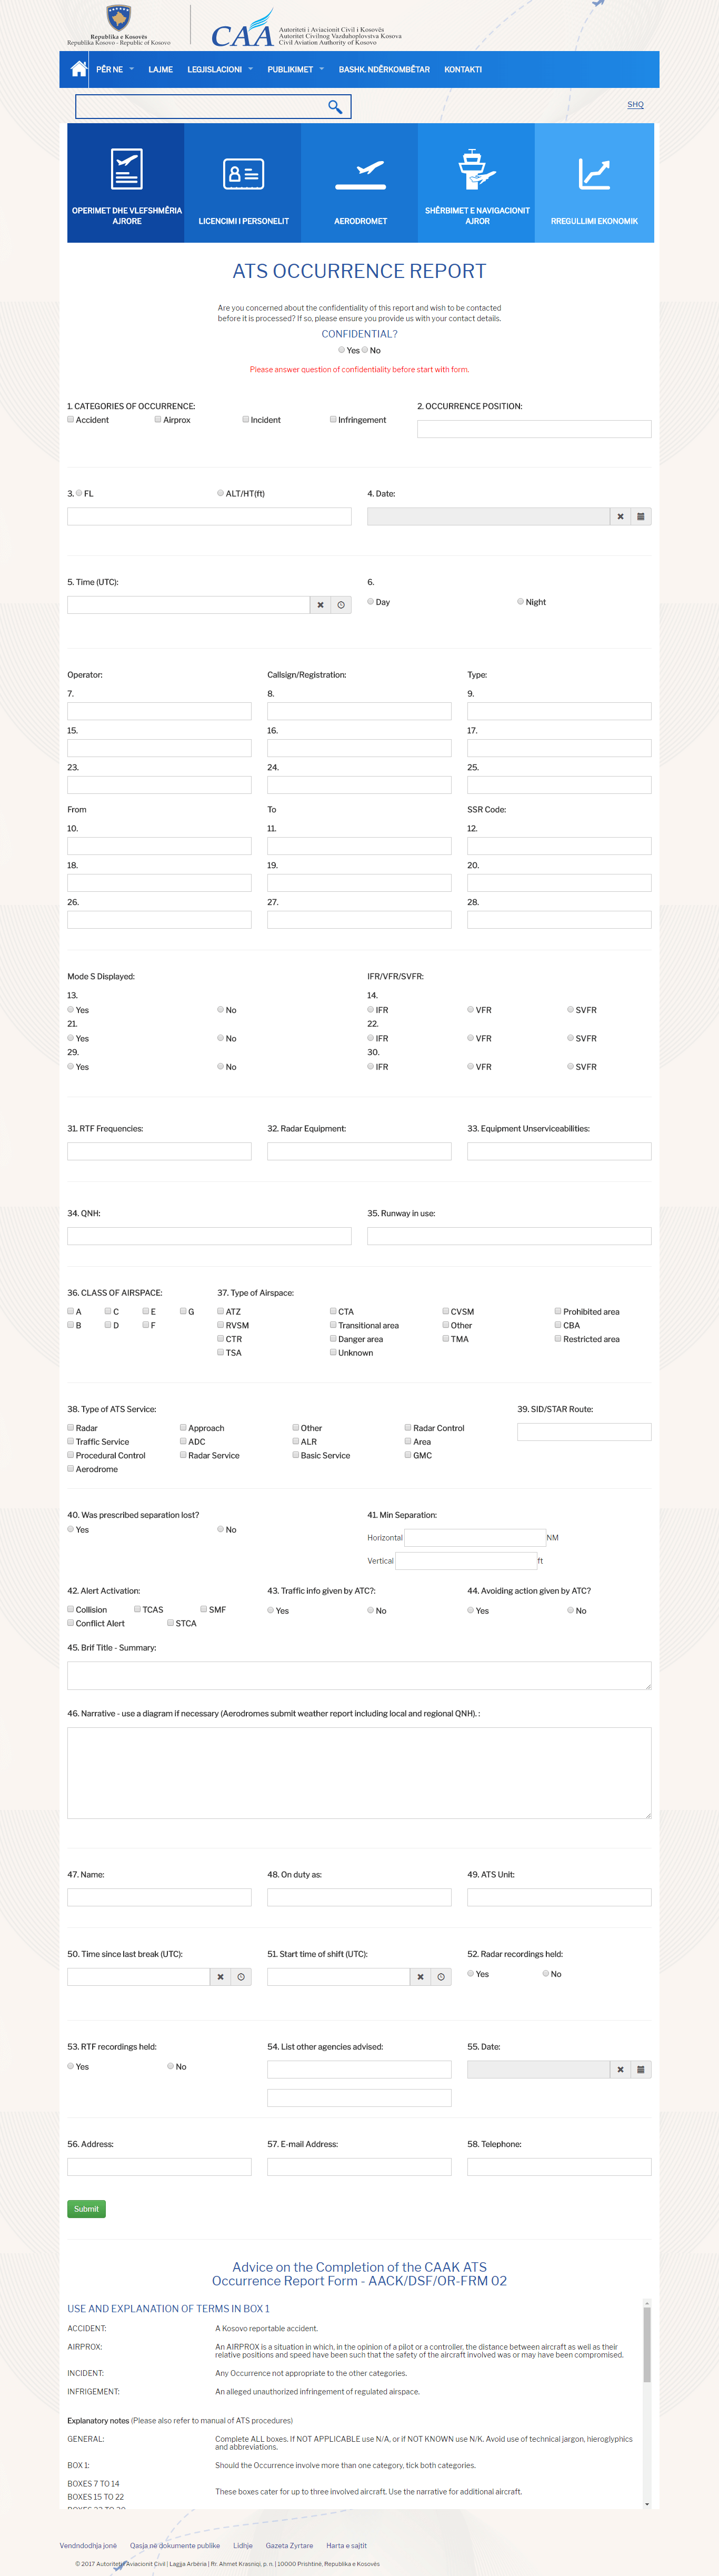 Republika e Kosovës
Republika Kosovo - Republic of Kosovo
CAA
Autoriteti i Aviacionit Civil i Kosovës
Autoritet Civilnog Vazduhoplovstva Kosova
Civil Aviation Authority of Kosovo
PËR NE
LAJME
LEGJISLACIONI
PUBLIKIMET
BASHK. NDËRKOMBËTAR
KONTAKTI
SHQ
OPERIMET DHE VLEFSHMËRIA
AJRORE
LICENCIMI I PERSONELIT
AERODROMET
SHËRBIMET E NAVIGACIONIT
AJROR
RREGULLIMI EKONOMIK
ATS OCCURRENCE REPORT
Are you concerned about the confidentiality of this report and wish to be contacted
before it is processed? If so, please ensure you provide us with your contact details.
CONFIDENTIAL?
Yes No
Please answer question of confidentiality before start with form.
1. CATEGORIES OF OCCURRENCE:
Accident Airprox Incident Infringement
2. OCCURRENCE POSITION:
3. FL ALT/HT(ft)
4. Date:
5. Time (UTC):
6.
Day Night
Operator: Callsign/Registration: Type:
7. 8. 9.
15. 16. 17.
23. 24. 25.
From To SSR Code:
10. 11. 12.
18. 19. 20.
26. 27. 28.
Mode S Displayed: IFR/VFR/SVFR:
13. 14.
Yes No IFR VFR SVFR
21. 22.
Yes No IFR VFR SVFR
29. 30.
Yes No IFR VFR SVFR
31. RTF Frequencies: 32. Radar Equipment: 33. Equipment Unserviceabilities:
34. QNH: 35. Runway in use:
36. CLASS OF AIRSPACE: 37. Type of Airspace:
A C E G ATZ CTA CVSM Prohibited area
B D F RVSM Transitional area Other CBA
CTR Danger area TMA Restricted area
TSA Unknown
38. Type of ATS Service: 39. SID/STAR Route:
Radar Approach Other Radar Control
Traffic Service ADC ALR Area
Procedural Control Radar Service Basic Service GMC
Aerodrome
40. Was prescribed separation lost? 41. Min Separation:
Yes No
Horizontal NM
Vertical ft
42. Alert Activation: 43. Traffic info given by ATC?: 44. Avoiding action given by ATC?
Collision TCAS SMF Yes No Yes No
Conflict Alert STCA
45. Brif Title - Summary:
46. Narrative - use a diagram if necessary (Aerodromes submit weather report including local and regional QNH). :
47. Name: 48. On duty as: 49. ATS Unit:
50. Time since last break (UTC): 51. Start time of shift (UTC): 52. Radar recordings held:
Yes No
53. RTF recordings held: 54. List other agencies advised: 55. Date:
Yes No
56. Address: 57. E-mail Address: 58. Telephone:
Submit
Advice on the Completion of the CAAK ATS
Occurrence Report Form - AACK/DSF/OR-FRM 02
USE AND EXPLANATION OF TERMS IN BOX 1
ACCIDENT: A Kosovo reportable accident.
AIRPROX: An AIRPROX is a situation in which, in the opinion of a pilot or a controller, the distance between aircraft as well as their
relative positions and speed have been such that the safety of the aircraft involved was or may have been compromised.
INCIDENT: Any Occurrence not appropriate to the other categories.
INFRIGEMENT: An alleged unauthorized infringement of regulated airspace.
Explanatory notes (Please also refer to manual of ATS procedures)
GENERAL: Complete ALL boxes. If NOT APPLICABLE use N/A, or if NOT KNOWN use N/K. Avoid use of technical jargon, hieroglyphics
and abbreviations.
BOX 1: Should the Occurrence involve more than one category, tick both categories.
BOXES 7 TO 14
BOXES 15 TO 22
These boxes cater for up to three involved aircraft. Use the narrative for additional aircraft.
BOXES 23 TO 30
Vendndodhja jonë Qasja në dokumente publike Lidhje Gazeta Zyrtare Harta e sajtit
© 2017 Autoriteti i Aviacionit Civil | Lagjja Arbëria | Rr. Ahmet Krasniqi, p. n. | 10000 Prishtinë, Republika e Kosovës